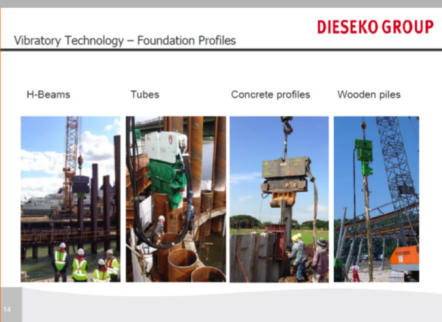 DIESEKO GROUP
Vibratory Technology – Foundation Profiles
H-Beams Tubes Concrete profiles Wooden piles
14